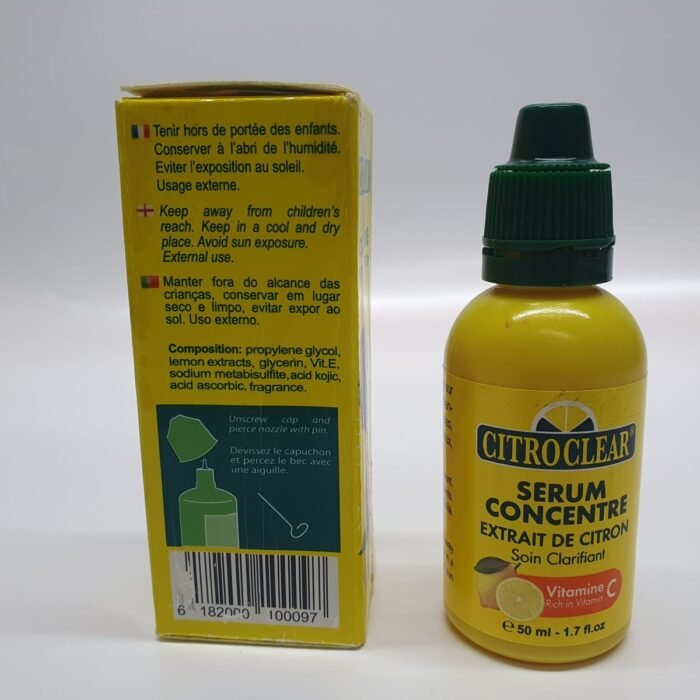 Tenir hors de portée des enfants.
Conserver à l'abri de l'humidité.
Eviter l'exposition au soleil.
Usage externe.
Keep away from children's
reach. Keep in a cool and dry
place. Avoid sun exposure.
External use.
Manter fora do alcance das
crianças, conservar em lugar
seco e limpo, evitar expor ao
sol. Uso externo.
Composition: propylene glycol,
lemon extracts, glycerin, Vit.E,
sodium metabisulfite, acid kojic,
acid ascorbic, fragrance.
Unscrew cap and
pierce nozzle with pin.
Dévissez le capuchon
et percez le bec avec
une aiguille.
6 182000 100097
CITRO CLEAR®
SERUM
CONCENTRE
EXTRAIT DE CITRON
Soin Clarifiant
Vitamine C
Rich in Vitamin
e 50 ml - 1.7 fl.oz